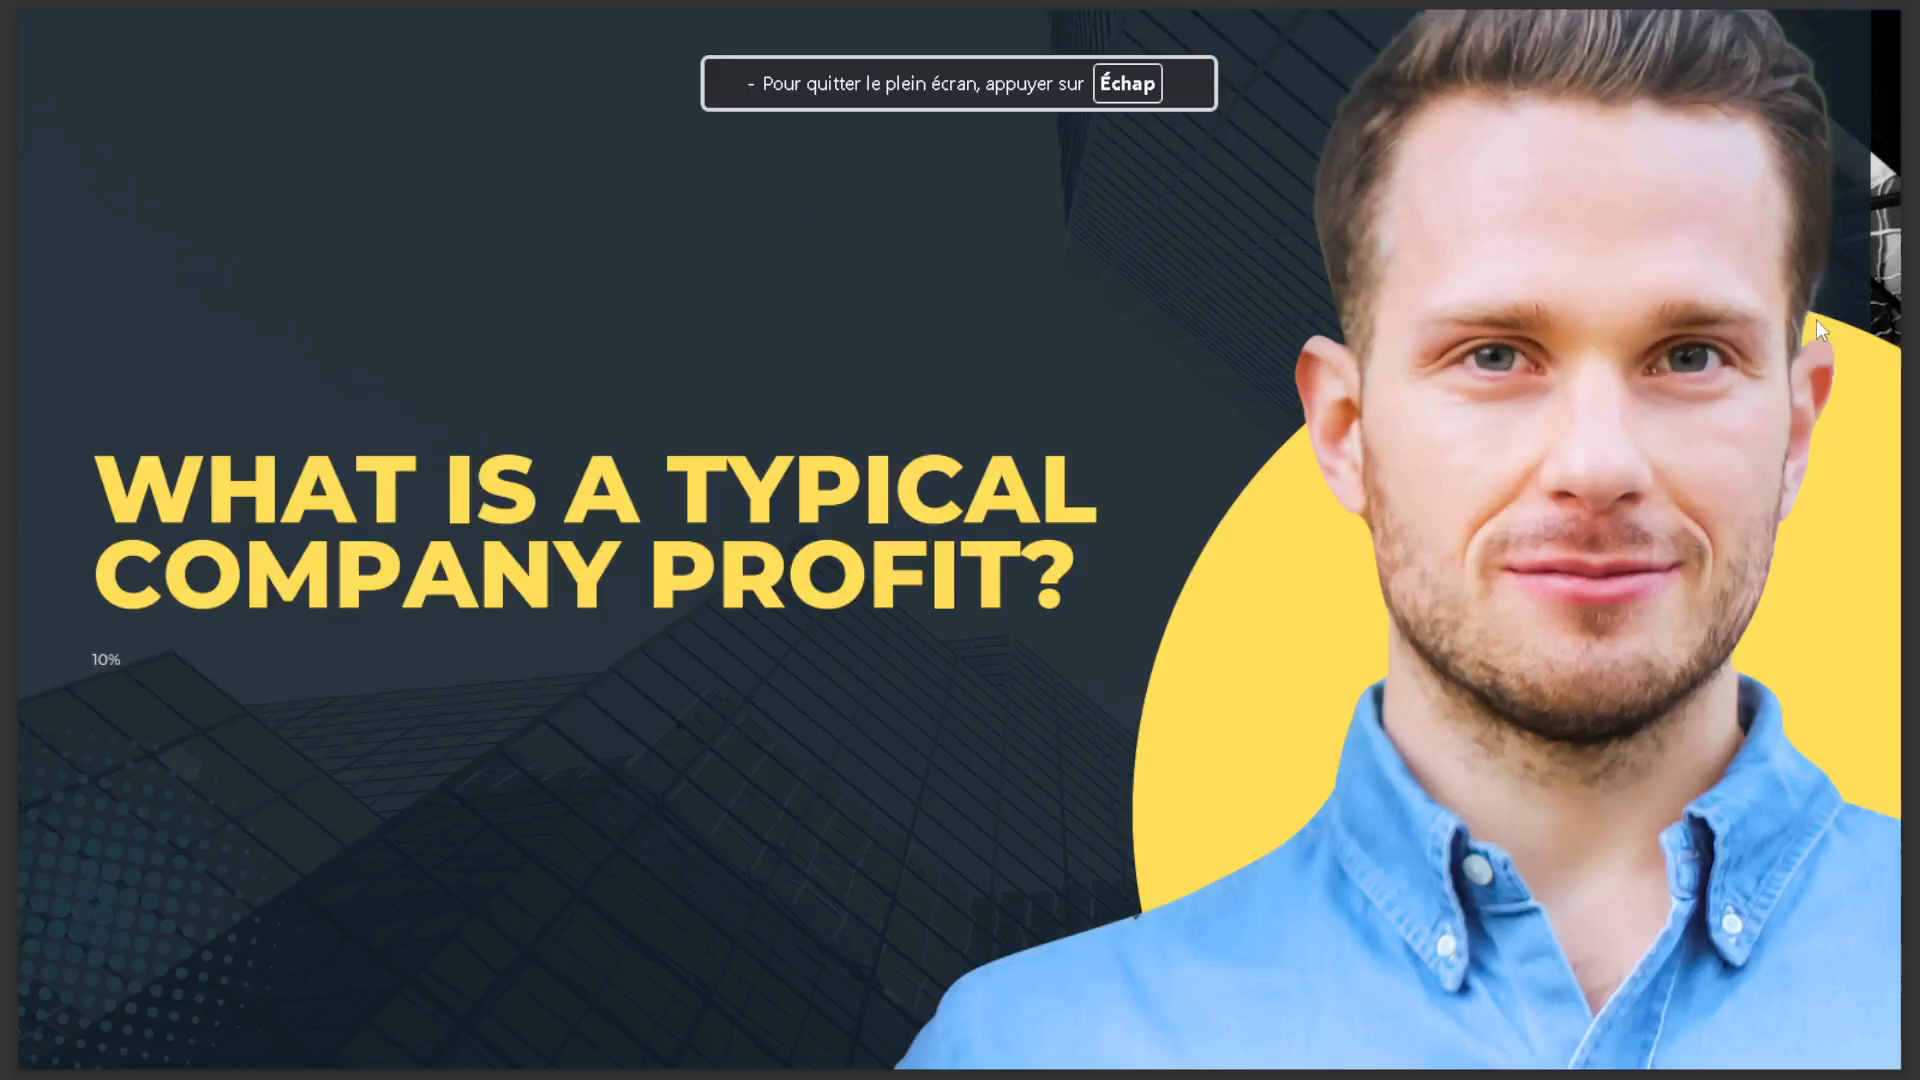 - Pour quitter le plein écran, appuyer sur Échap
WHAT IS A TYPICAL
COMPANY PROFIT?
10%